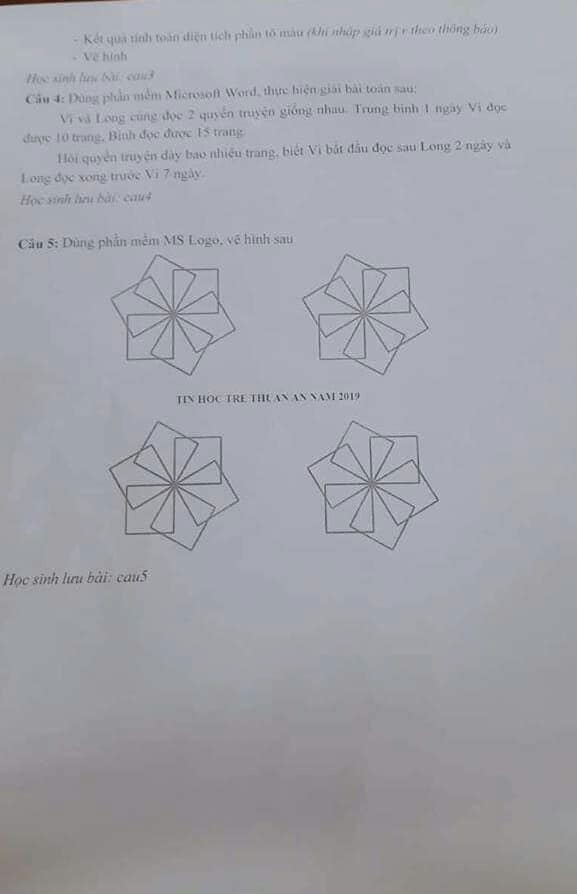 - Kết quả tính toán diện tích phần tô màu (khi nhập giá trị r theo thông báo)
- Vẽ hình
Học sinh lưu bài: cau3
Câu 4: Dùng phần mềm Microsoft Word, thực hiện giải bài toán sau:
Vi và Long cùng đọc 2 quyển truyện giống nhau. Trung bình 1 ngày Vi đọc
được 10 trang, Bình đọc được 15 trang.
Hỏi quyển truyện dày bao nhiêu trang, biết Vi bắt đầu đọc sau Long 2 ngày và
Long đọc xong trước Vi 7 ngày.
Học sinh lưu bài: cau4
Câu 5: Dùng phần mềm MS Logo, vẽ hình sau
TIN HOC TRE THUAN AN NAM 2019
Học sinh lưu bài: cau5